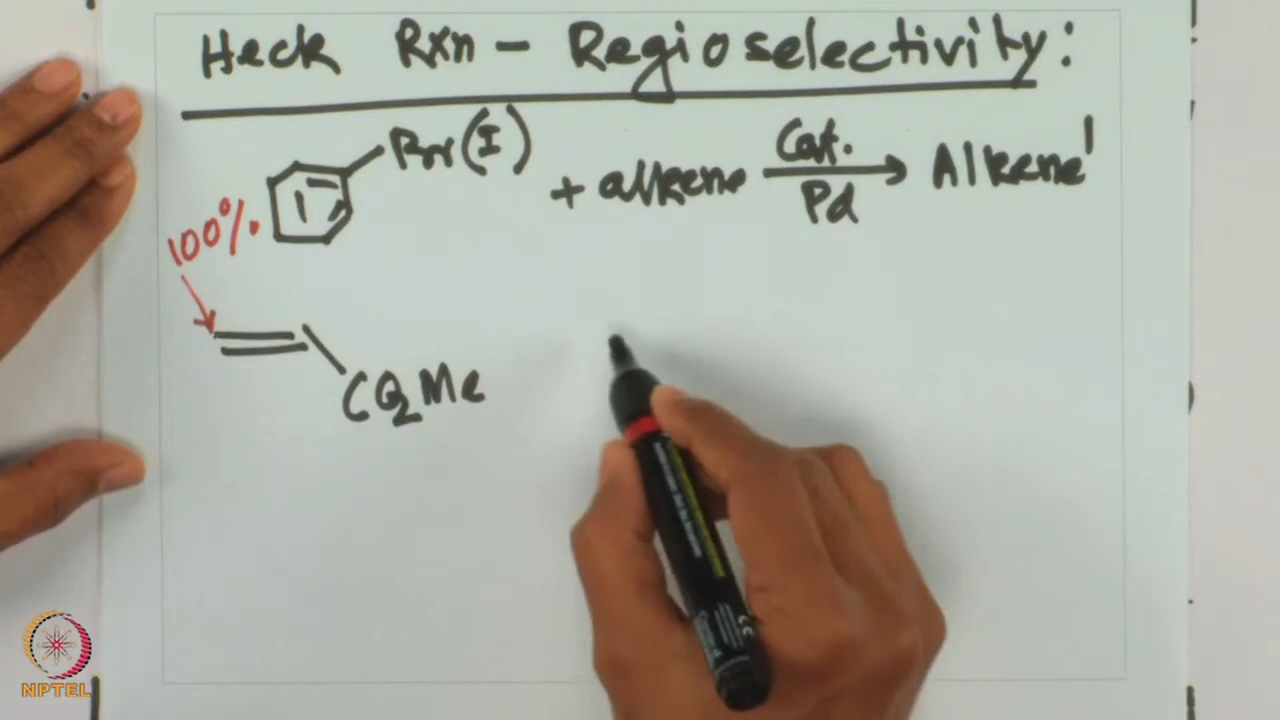 Heck Rxn - Regioselectivity:
Br(I)
+ alkene Cat. Pd → Alkene'
100%
CO2Me
NPTEL